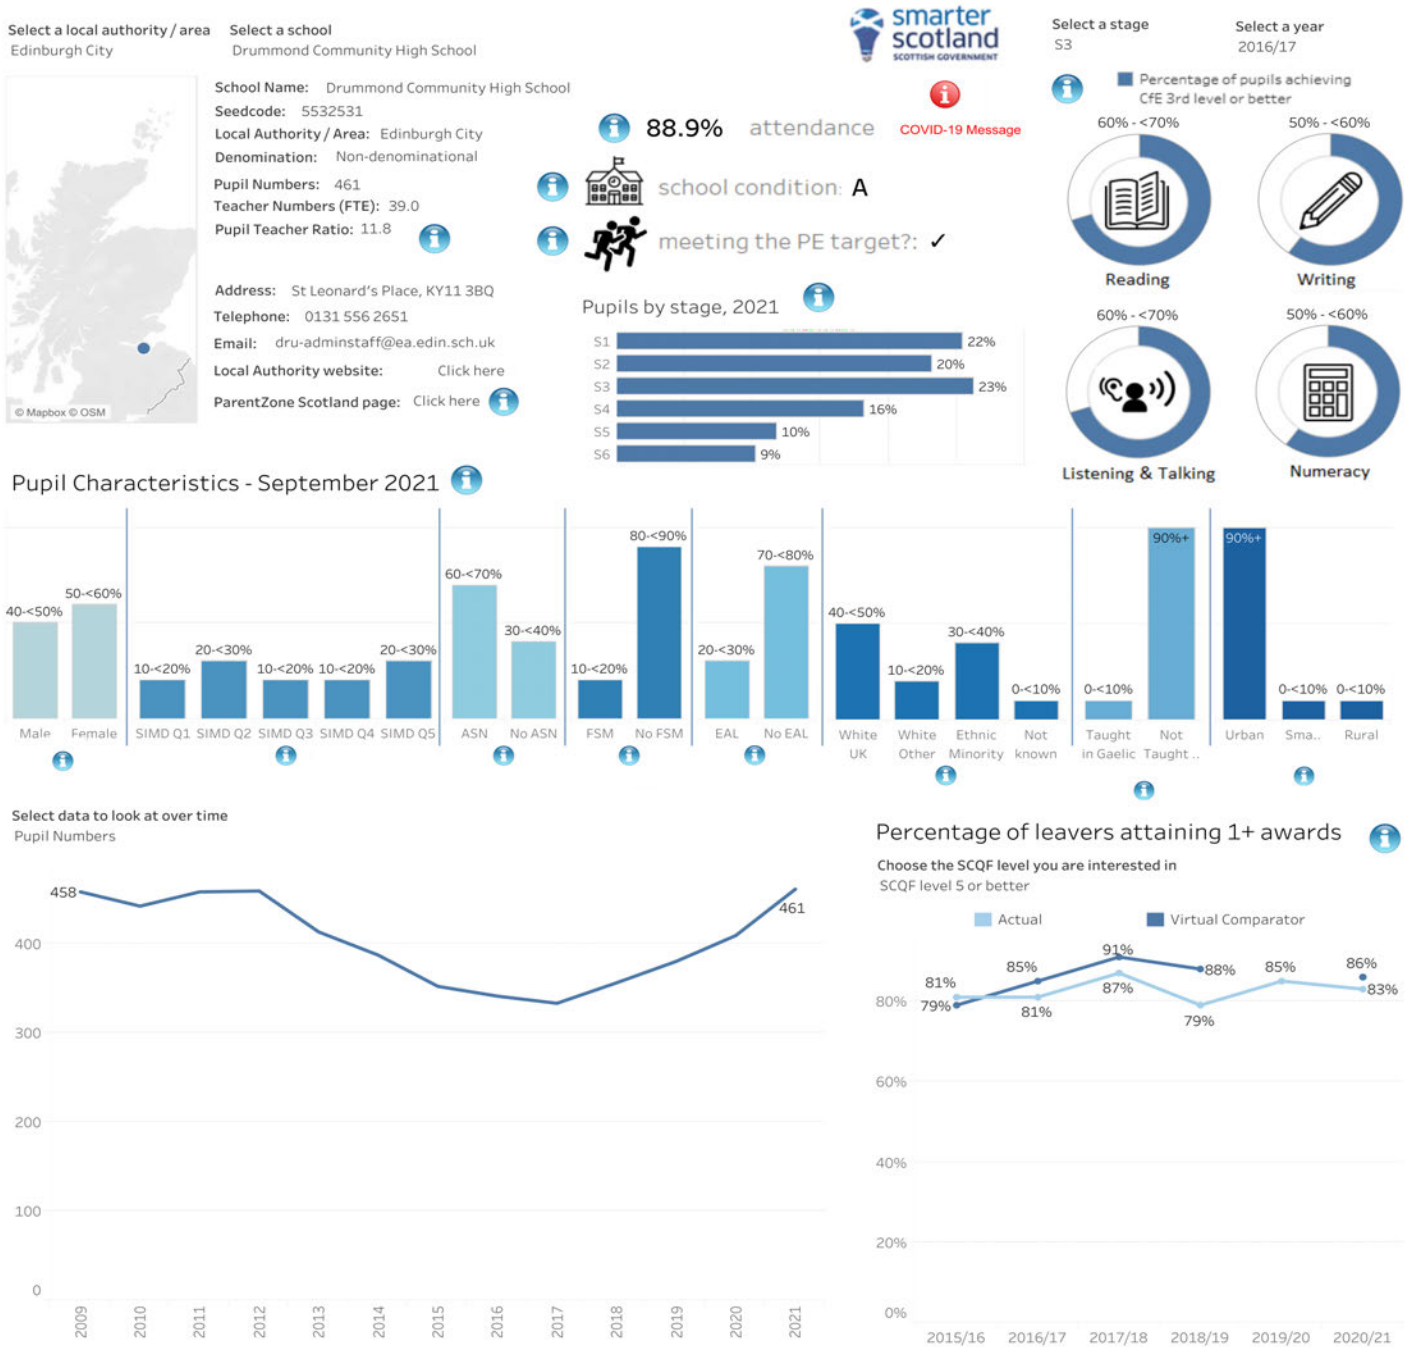 Select a local authority / area
Edinburgh City
Select a school
Drummond Community High School
smarter
scotland
SCOTTISH GOVERNMENT
Select a stage
S3
Select a year
2016/17
School Name: Drummond Community High School
Seedcode: 5532531
Local Authority / Area: Edinburgh City
Denomination: Non-denominational
Pupil Numbers: 461
Teacher Numbers (FTE): 39.0
Pupil Teacher Ratio: 11.8
Address: St Leonard's Place, KY11 3BQ
Telephone: 0131 556 2651
Email: dru-adminstaff@ea.edin.sch.uk
Local Authority website: Click here
ParentZone Scotland page: Click here
© Mapbox © OSM
88.9% attendance
COVID-19 Message
school condition: A
meeting the PE target?: ✓
Pupils by stage, 2021
S1 22%
S2 20%
S3 23%
S4 16%
S5 10%
S6 9%
Percentage of pupils achieving
CfE 3rd level or better
60% - <70%
Reading
50% - <60%
Writing
60% - <70%
Listening & Talking
50% - <60%
Numeracy
Pupil Characteristics - September 2021
40-<50%
50-<60%
10-<20%
20-<30%
10-<20%
10-<20%
20-<30%
60-<70%
30-<40%
10-<20%
80-<90%
20-<30%
70-<80%
40-<50%
10-<20%
30-<40%
0-<10%
0-<10%
90%+
90%+
0-<10%
0-<10%
Male
Female
SIMD Q1
SIMD Q2
SIMD Q3
SIMD Q4
SIMD Q5
ASN
No ASN
FSM
No FSM
EAL
No EAL
White
UK
White
Other
Ethnic
Minority
Not
known
Taught
in Gaelic
Not
Taught ..
Urban
Sma..
Rural
Select data to look at over time
Pupil Numbers
458
461
400
300
200
100
0
2009
2010
2011
2012
2013
2014
2015
2016
2017
2018
2019
2020
2021
Percentage of leavers attaining 1+ awards
Choose the SCQF level you are interested in
SCQF level 5 or better
Actual
Virtual Comparator
81%
79%
85%
81%
91%
87%
88%
79%
85%
86%
83%
80%
60%
40%
20%
0%
2015/16
2016/17
2017/18
2018/19
2019/20
2020/21